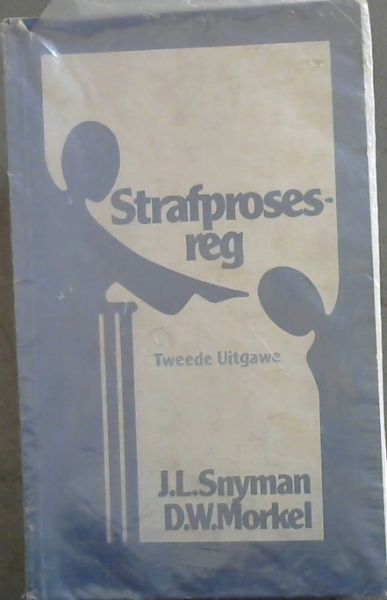 Strafproses-
reg
Tweede Uitgawe
J.L.Snyman
D.W.Morkel